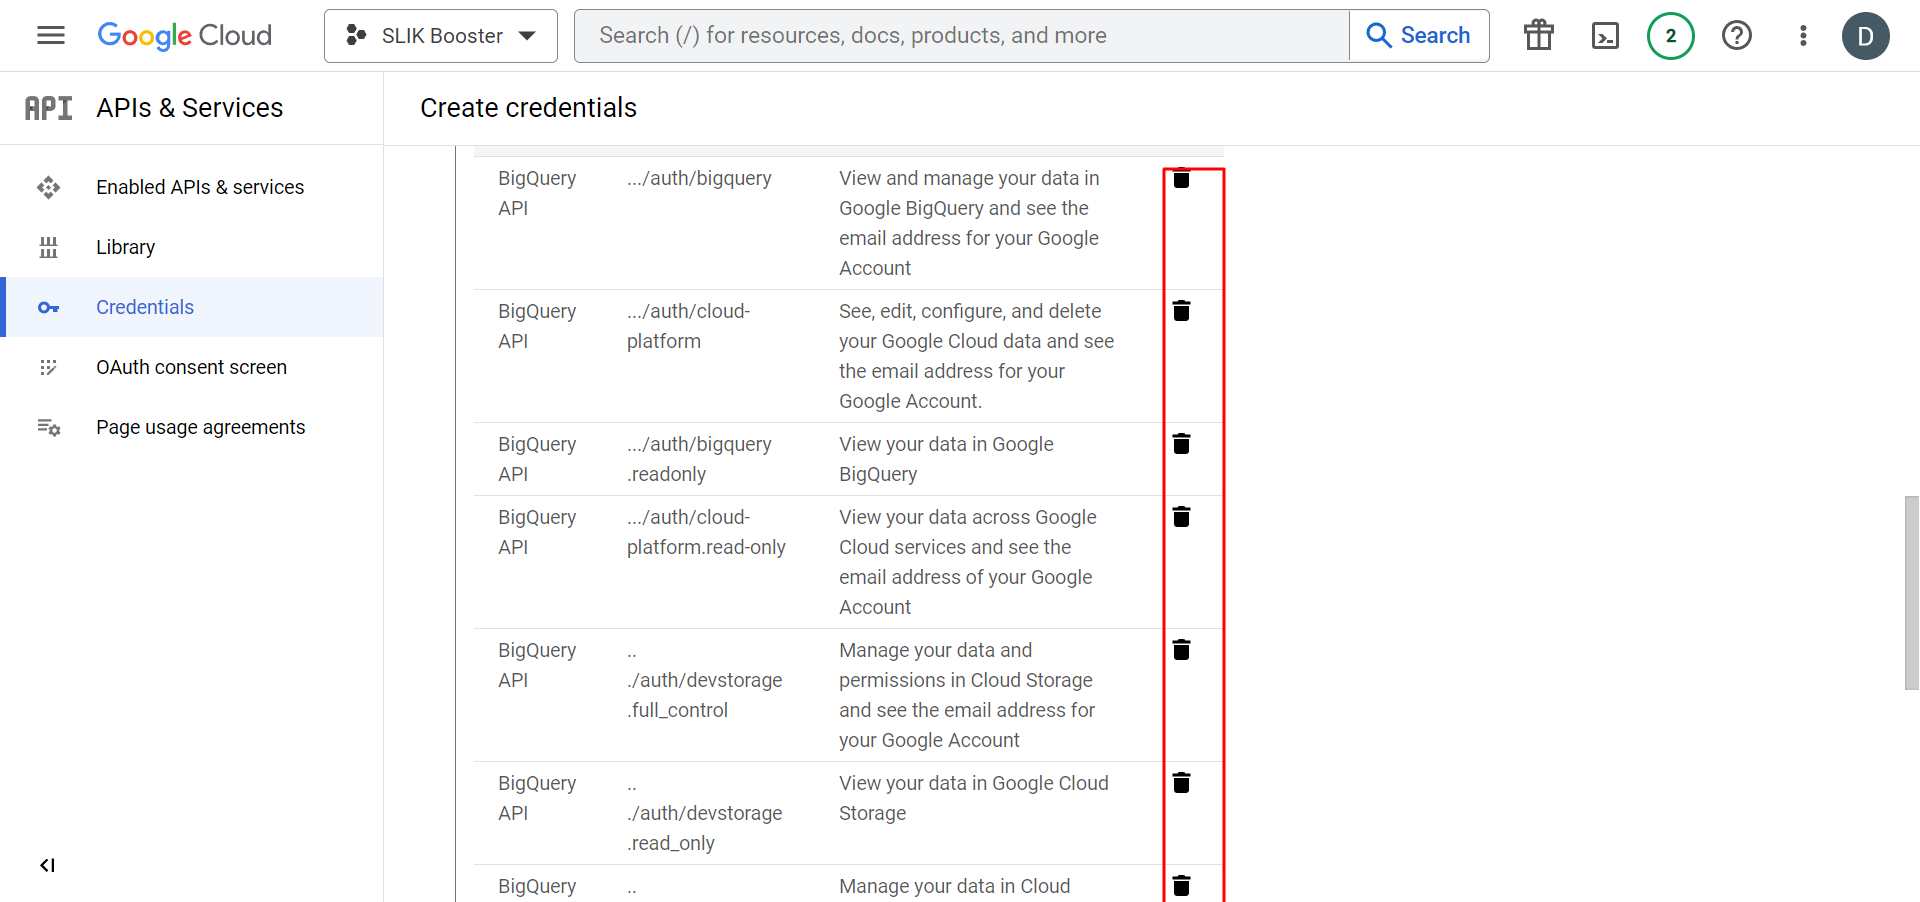 Google Cloud
SLIK Booster
Search (/) for resources, docs, products, and more
Search
2
D
API
APIs & Services
Create credentials
Enabled APIs & services
Library
Credentials
OAuth consent screen
Page usage agreements
BigQuery
API
.../auth/bigquery
View and manage your data in
Google BigQuery and see the
email address for your Google
Account
BigQuery
API
.../auth/cloud-
platform
See, edit, configure, and delete
your Google Cloud data and see
the email address for your
Google Account.
BigQuery
API
.../auth/bigquery
.readonly
View your data in Google
BigQuery
BigQuery
API
.../auth/cloud-
platform.read-only
View your data across Google
Cloud services and see the
email address of your Google
Account
BigQuery
API
..
./auth/devstorage
.full_control
Manage your data and
permissions in Cloud Storage
and see the email address for
your Google Account
BigQuery
API
..
./auth/devstorage
.read_only
View your data in Google Cloud
Storage
BigQuery
..
Manage your data in Cloud